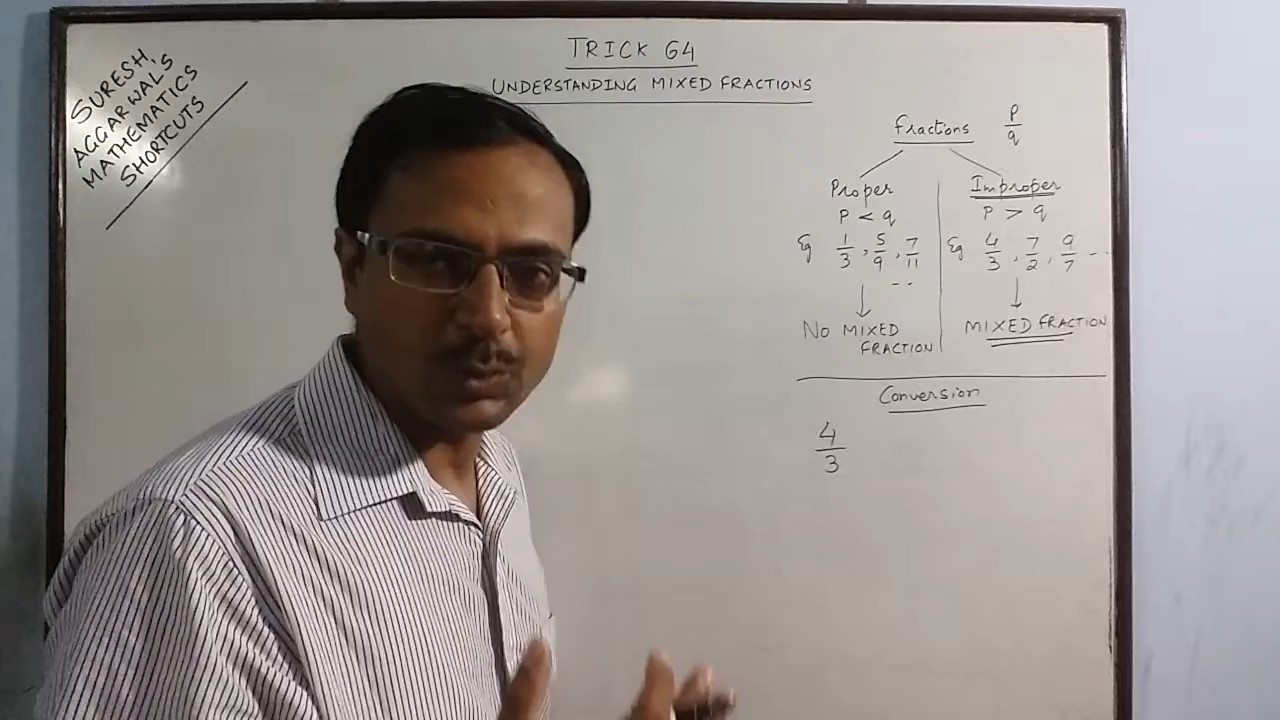 SURESH
AGGARWAL'S
MATHEMATICS
SHORTCUTS
TRICK 64
UNDERSTANDING MIXED FRACTIONS
Fractions p/q
Proper
p < q
Eg 1/3, 5/9, 7/11 --
No MIXED
FRACTION
Improper
p > q
Eg 4/3, 7/2, 9/7 --
MIXED FRACTION
Conversion
4/3